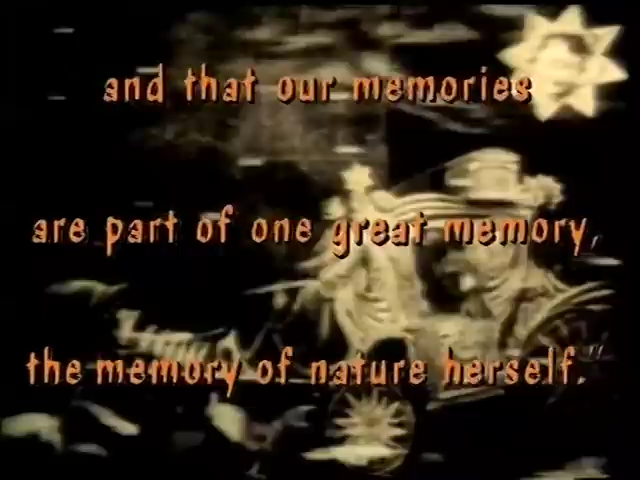 and that our memories
are part of one great memory,
the memory of nature herself."